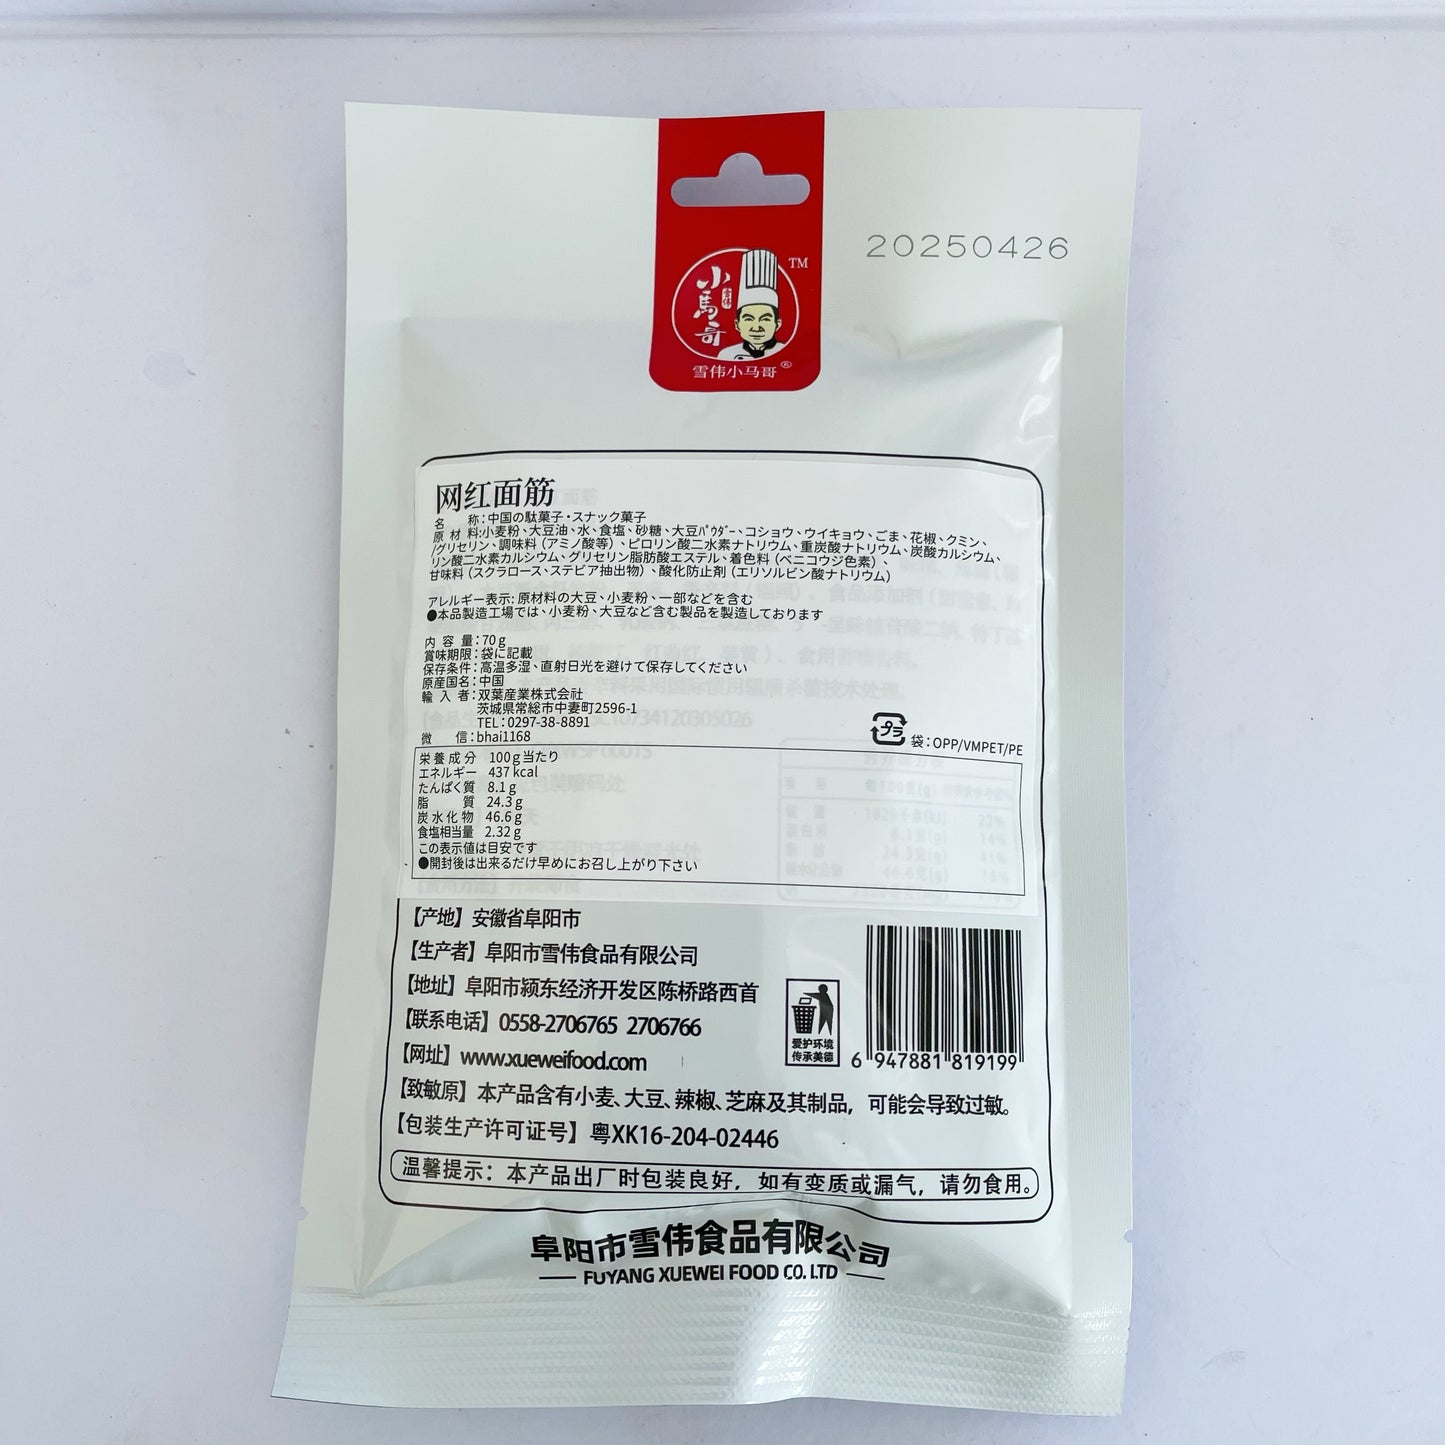 20250426
小馬哥
雪伟
TM
雪伟小马哥®
网红面筋
名 称:中国の駄菓子・スナック菓子
原 材 料:小麦粉、大豆油、水、食塩、砂糖、大豆パウダー、コショウ、ウイキョウ、ごま、花椒、クミン、
/グリセリン、調味料(アミノ酸等)、ピロリン酸二水素ナトリウム、重炭酸ナトリウム、炭酸カルシウム、
リン酸二水素カルシウム、グリセリン脂肪酸エステル、着色料(ベニコウジ色素)、
甘味料(スクラロース、ステビア抽出物)、酸化防止剤(エリソルビン酸ナトリウム)
アレルギー表示:原材料の大豆、小麦粉、一部などを含む
●本品製造工場では、小麦粉、大豆など含む製品を製造しております
内 容 量:70g
賞味期限:袋に記載
保存条件:高温多湿、直射日光を避けて保存してください
原産国名:中国
輸 入 者:双葉産業株式会社
茨城県常総市中妻町2596-1
TEL:0297-38-8891
微 信:bhai1168
プラ 袋:OPP/VMPET/PE
栄養成分 100g当たり
エネルギー 437kcal
たんぱく質 8.1g
脂 質 24.3g
炭水化物 46.6g
食塩相当量 2.32g
この表示値は目安です
●開封後は出来るだけ早めにお召し上がり下さい
【产地】安徽省阜阳市
【生产者】阜阳市雪伟食品有限公司
【地址】阜阳市颍东经济开发区陈桥路西首
【联系电话】0558-2706765 2706766
【网址】www.xueweifood.com
爱护环境
传承美德
6 947881 819199
【致敏原】本产品含有小麦、大豆、辣椒、芝麻及其制品，可能会导致过敏。
【包装生产许可证号】粤XK16-204-02446
温馨提示：本产品出厂时包装良好，如有变质或漏气，请勿食用。
阜阳市雪伟食品有限公司
FUYANG XUEWEI FOOD CO. LTD